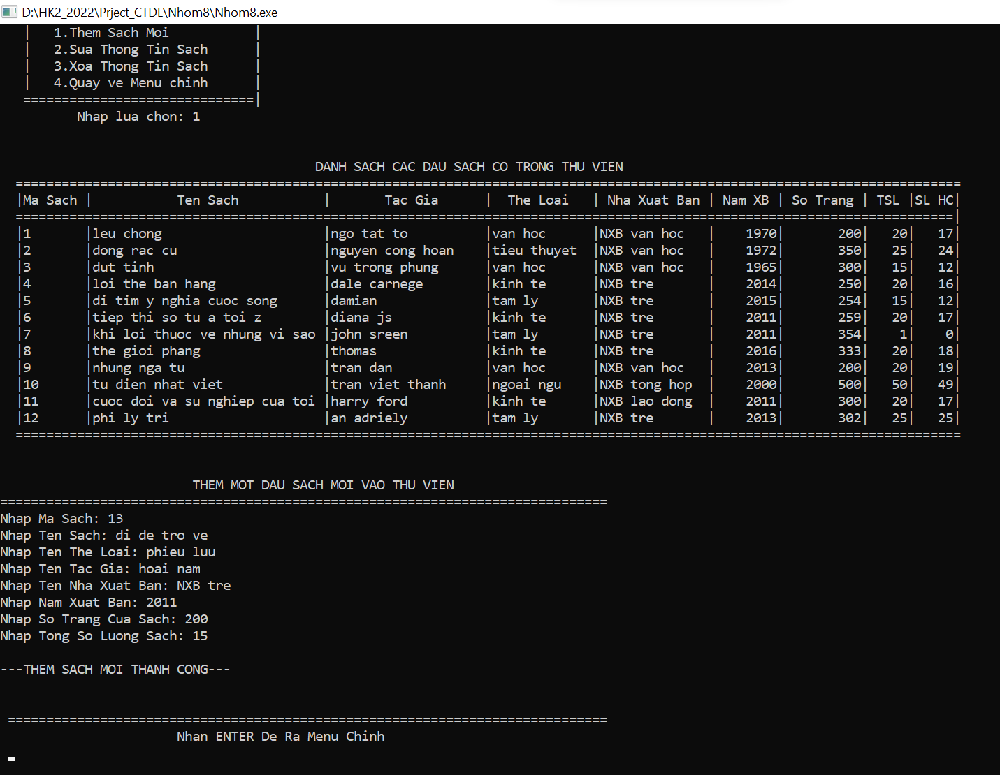 D:\HK2_2022\Prject_CTDL\Nhom8\Nhom8.exe
|   1.Them Sach Moi           |
|   2.Sua Thong Tin Sach      |
|   3.Xoa Thong Tin Sach      |
|   4.Quay ve Menu chinh      |
==============================|
Nhap lua chon: 1
DANH SACH CAC DAU SACH CO TRONG THU VIEN
===========================================================================================================================
|Ma Sach |           Ten Sach           |       Tac Gia      |  The Loai   | Nha Xuat Ban | Nam XB | So Trang | TSL |SL HC|
==========================================================================================================================|
|1       |leu chong                     |ngo tat to          |van hoc      |NXB van hoc   |    1970|       200|   20|   17|
|2       |dong rac cu                   |nguyen cong hoan    |tieu thuyet  |NXB van hoc   |    1972|       350|   25|   24|
|3       |dut tinh                      |vu trong phung      |van hoc      |NXB van hoc   |    1965|       300|   15|   12|
|4       |loi the ban hang              |dale carnege        |kinh te      |NXB tre       |    2014|       250|   20|   16|
|5       |di tim y nghia cuoc song      |damian              |tam ly       |NXB tre       |    2015|       254|   15|   12|
|6       |tiep thi so tu a toi z        |diana js            |kinh te      |NXB tre       |    2011|       259|   20|   17|
|7       |khi loi thuoc ve nhung vi sao |john sreen          |tam ly       |NXB tre       |    2011|       354|    1|    0|
|8       |the gioi phang                |thomas              |kinh te      |NXB tre       |    2016|       333|   20|   18|
|9       |nhung nga tu                  |tran dan            |van hoc      |NXB van hoc   |    2013|       200|   20|   19|
|10      |tu dien nhat viet             |tran viet thanh     |ngoai ngu    |NXB tong hop  |    2000|       500|   50|   49|
|11      |cuoc doi va su nghiep cua toi |harry ford          |kinh te      |NXB lao dong  |    2011|       300|   20|   17|
|12      |phi ly tri                    |an adriely          |tam ly       |NXB tre       |    2013|       302|   25|   25|
===========================================================================================================================
THEM MOT DAU SACH MOI VAO THU VIEN
===============================================================================
Nhap Ma Sach: 13
Nhap Ten Sach: di de tro ve
Nhap Ten The Loai: phieu luu
Nhap Ten Tac Gia: hoai nam
Nhap Ten Nha Xuat Ban: NXB tre
Nhap Nam Xuat Ban: 2011
Nhap So Trang Cua Sach: 200
Nhap Tong So Luong Sach: 15
---THEM SACH MOI THANH CONG---
==============================================================================
Nhan ENTER De Ra Menu Chinh